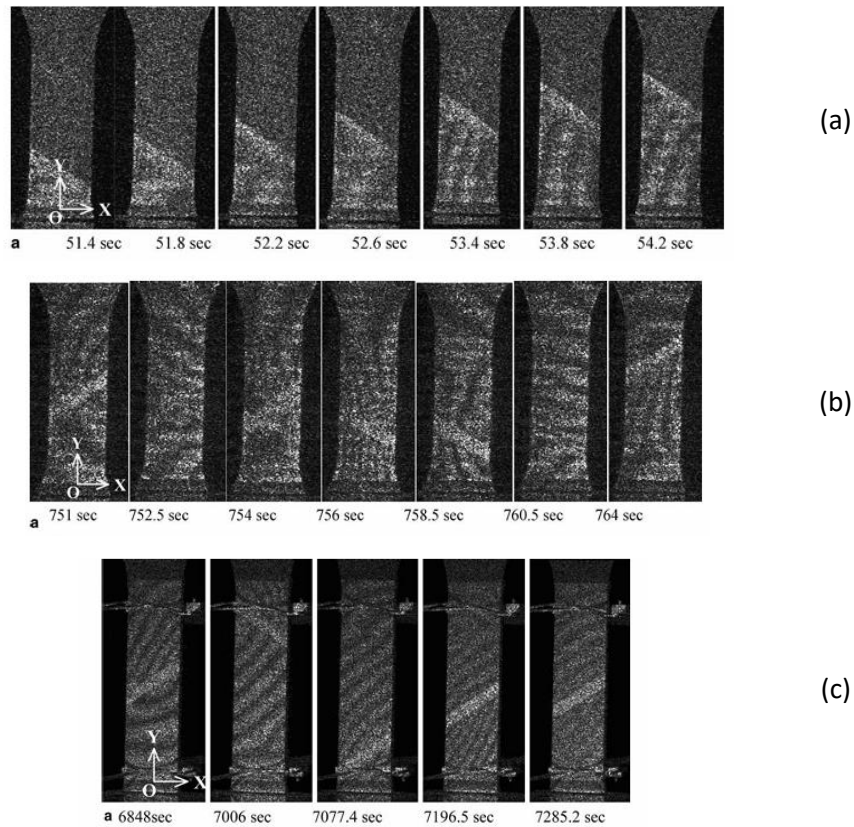 (a)
Y
O X
a 51.4 sec 51.8 sec 52.2 sec 52.6 sec 53.4 sec 53.8 sec 54.2 sec
(b)
Y
O X
751 sec 752.5 sec 754 sec 756 sec 758.5 sec 760.5 sec 764 sec
a
(c)
Y
O X
a 6848sec 7006 sec 7077.4 sec 7196.5 sec 7285.2 sec